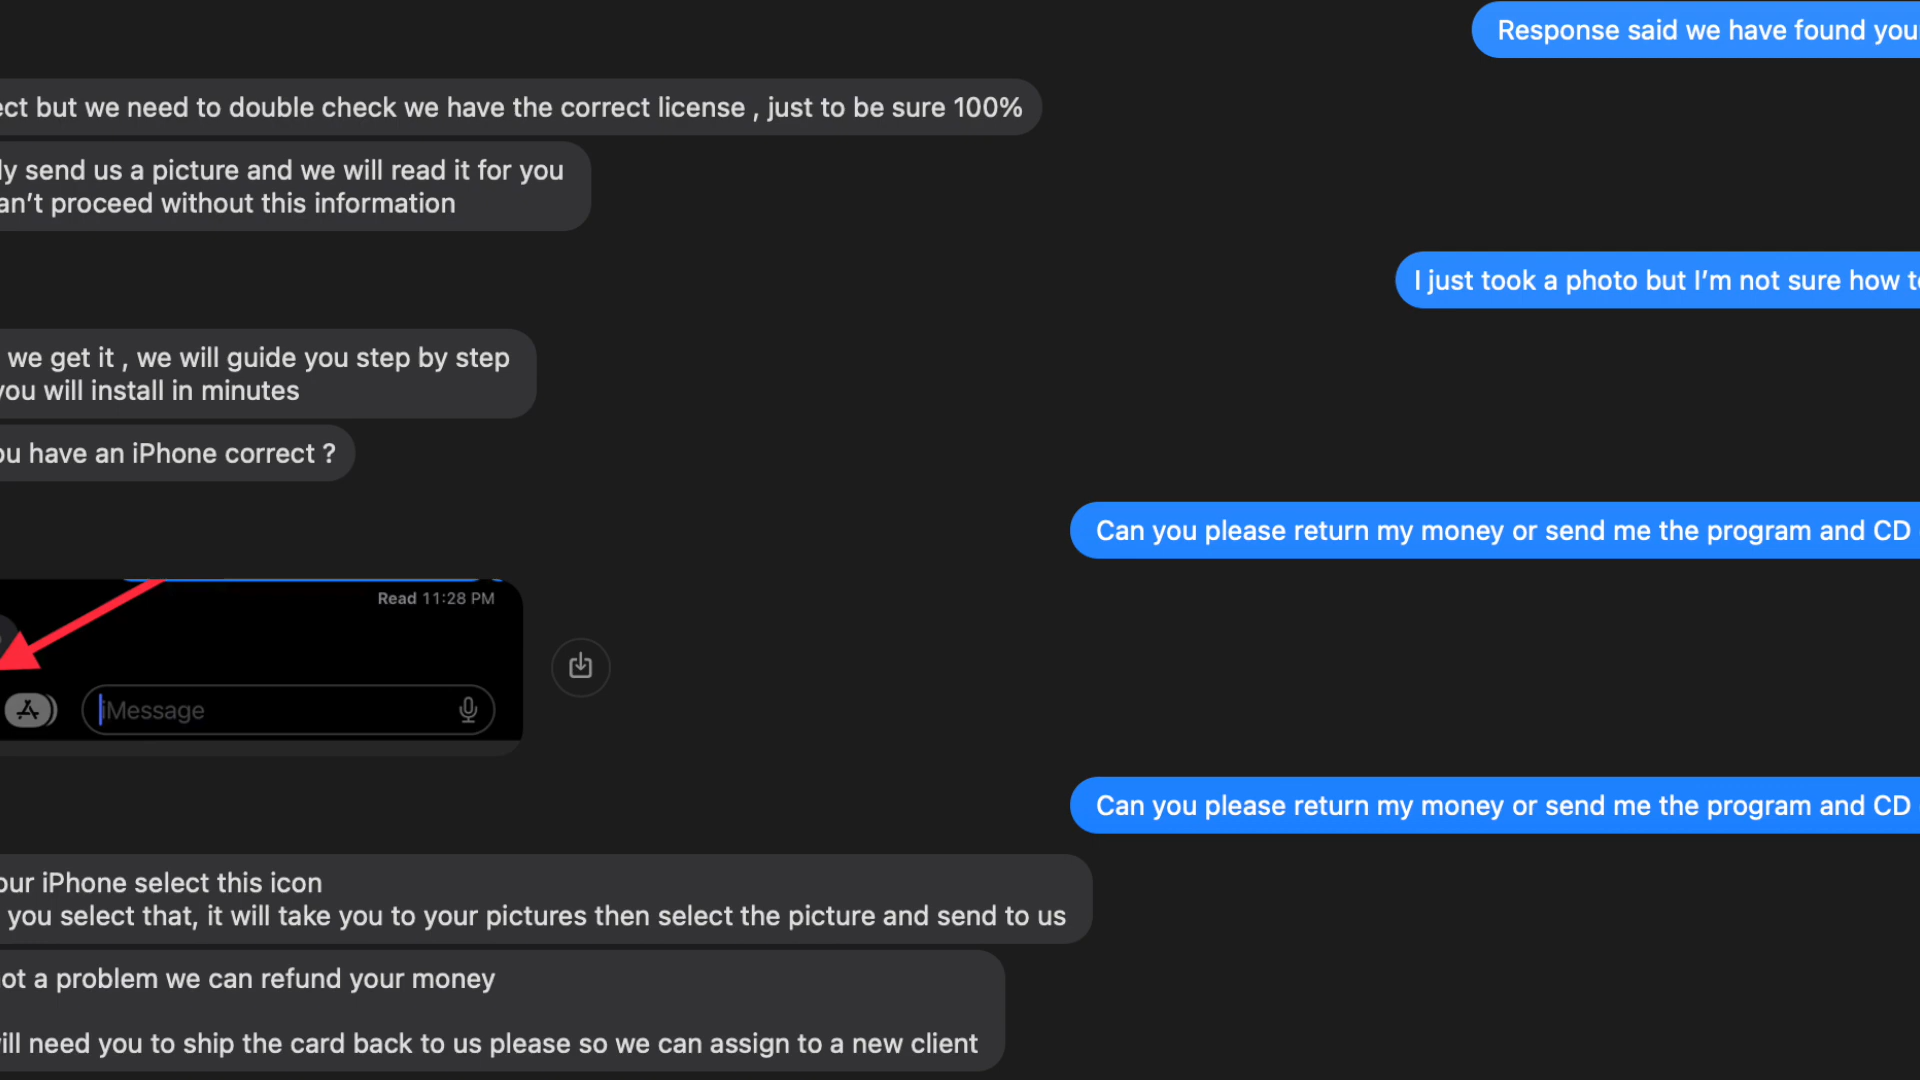 Response said we have found you
ect but we need to double check we have the correct license , just to be sure 100%
ly send us a picture and we will read it for you
an’t proceed without this information
I just took a photo but I’m not sure how t
we get it , we will guide you step by step
you will install in minutes
ou have an iPhone correct ?
Can you please return my money or send me the program and CD
Read 11:28 PM
iMessage
Can you please return my money or send me the program and CD
our iPhone select this icon
you select that, it will take you to your pictures then select the picture and send to us
ot a problem we can refund your money
ill need you to ship the card back to us please so we can assign to a new client